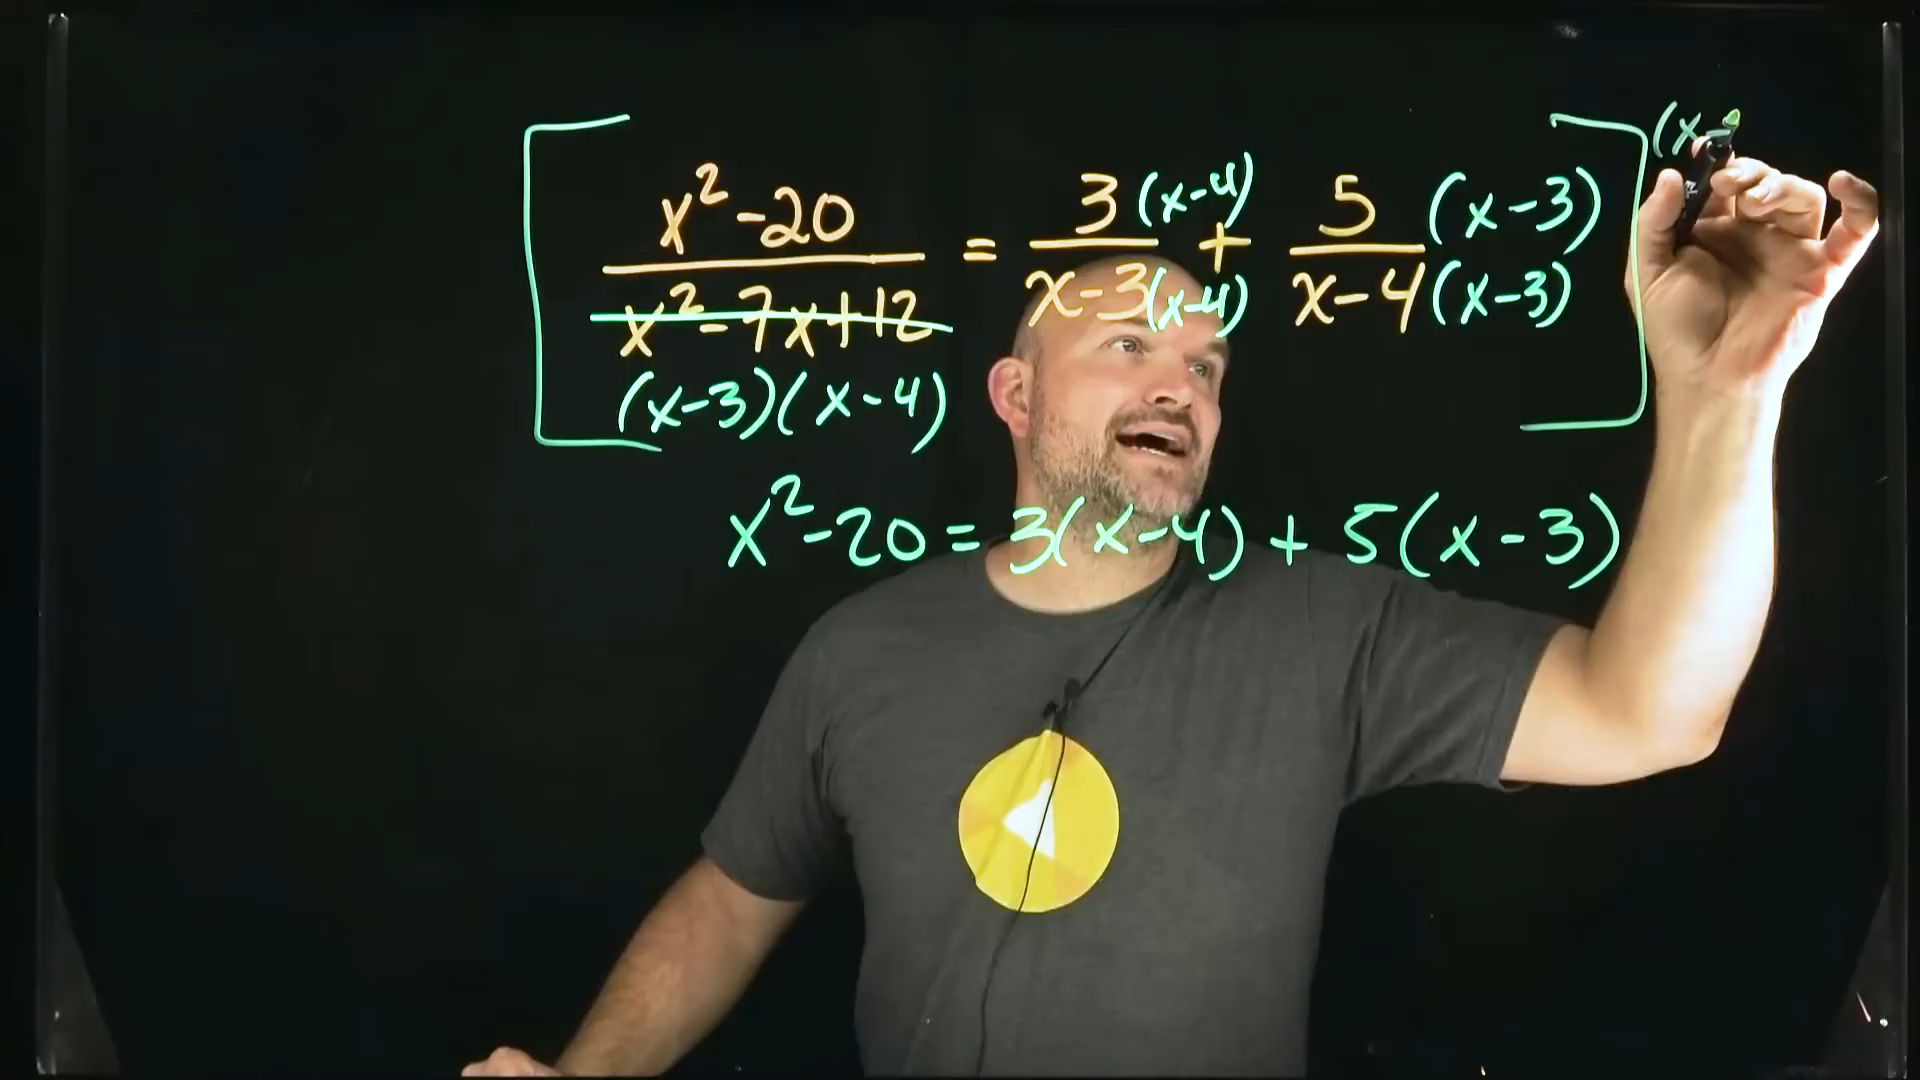 x² - 20 / x² - 7x + 12 = 3(x-4) / x-3(x-4) + 5(x-3) / x-4(x-3) (x -
(x-3)(x-4)
x² - 20 = 3(x-4) + 5(x-3)